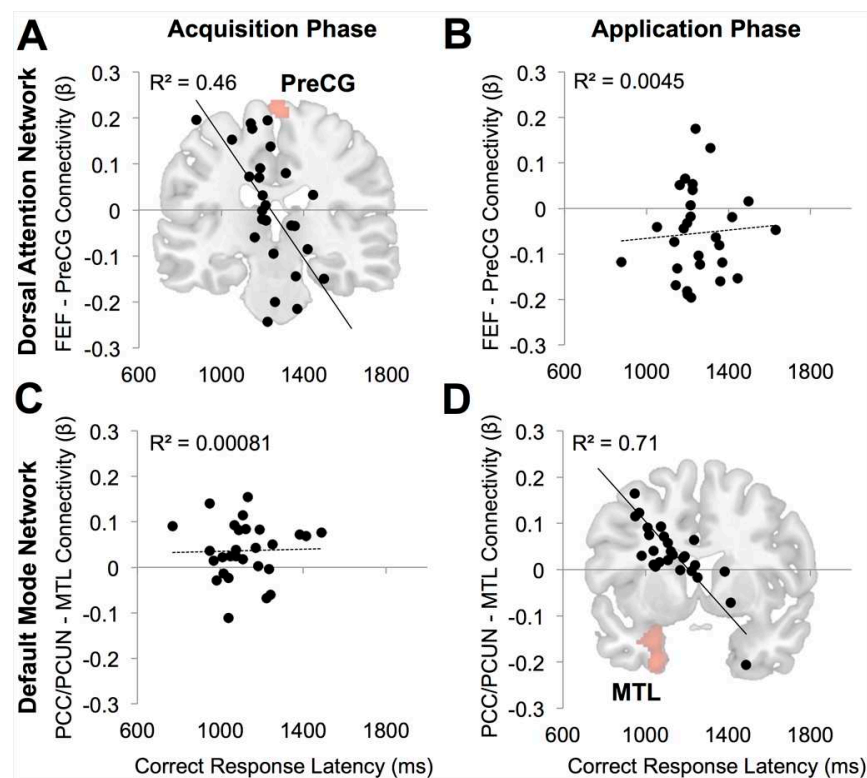 Acquisition Phase
Application Phase
Dorsal Attention Network
Default Mode Network
A
FEF - PreCG Connectivity (β)
R² = 0.46
PreCG
0.3
0.2
0.1
0
-0.1
-0.2
-0.3
600 1000 1400 1800
B
FEF - PreCG Connectivity (β)
R² = 0.0045
0.3
0.2
0.1
0
-0.1
-0.2
-0.3
600 1000 1400 1800
C
PCC/PCUN - MTL Connectivity (β)
R² = 0.00081
0.3
0.2
0.1
0
-0.1
-0.2
-0.3
600 1000 1400 1800
Correct Response Latency (ms)
D
PCC/PCUN - MTL Connectivity (β)
R² = 0.71
0.3
0.2
0.1
0
-0.1
-0.2
-0.3
MTL
600 1000 1400 1800
Correct Response Latency (ms)